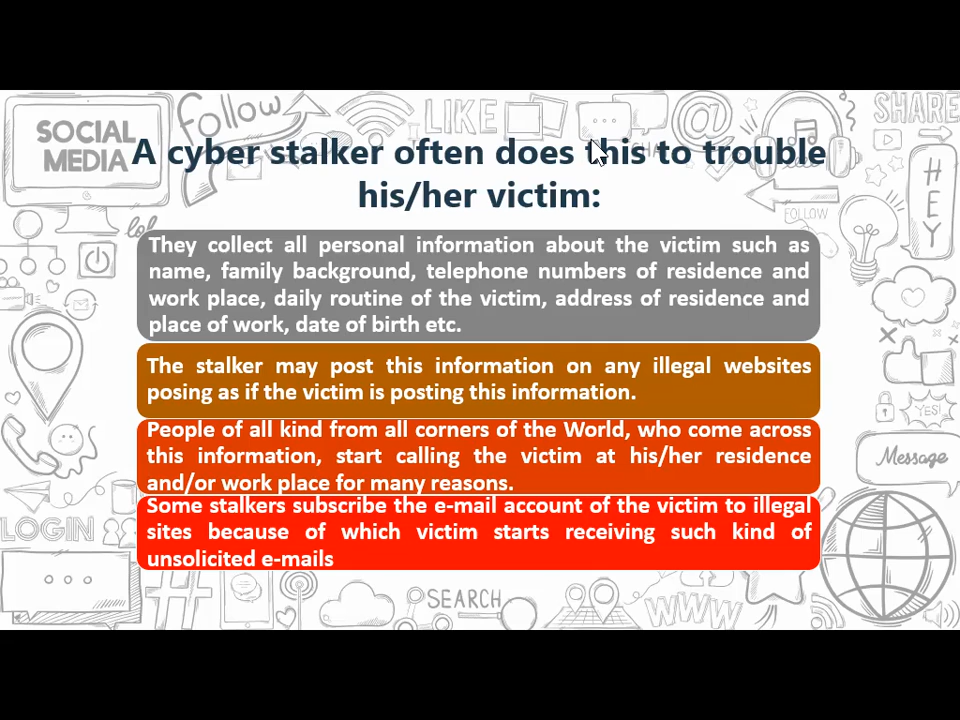 SOCIAL
MEDIA
follow
LIKE
SHARE
A cyber stalker often does this to trouble
his/her victim:
lol
FOLLOW
HEY
They collect all personal information about the victim such as
name, family background, telephone numbers of residence and
work place, daily routine of the victim, address of residence and
place of work, date of birth etc.
The stalker may post this information on any illegal websites
posing as if the victim is posting this information.
YES!
People of all kind from all corners of the World, who come across
this information, start calling the victim at his/her residence
and/or work place for many reasons.
Message
Some stalkers subscribe the e-mail account of the victim to illegal
sites because of which victim starts receiving such kind of
unsolicited e-mails
LOGIN
#
SEARCH
WWW